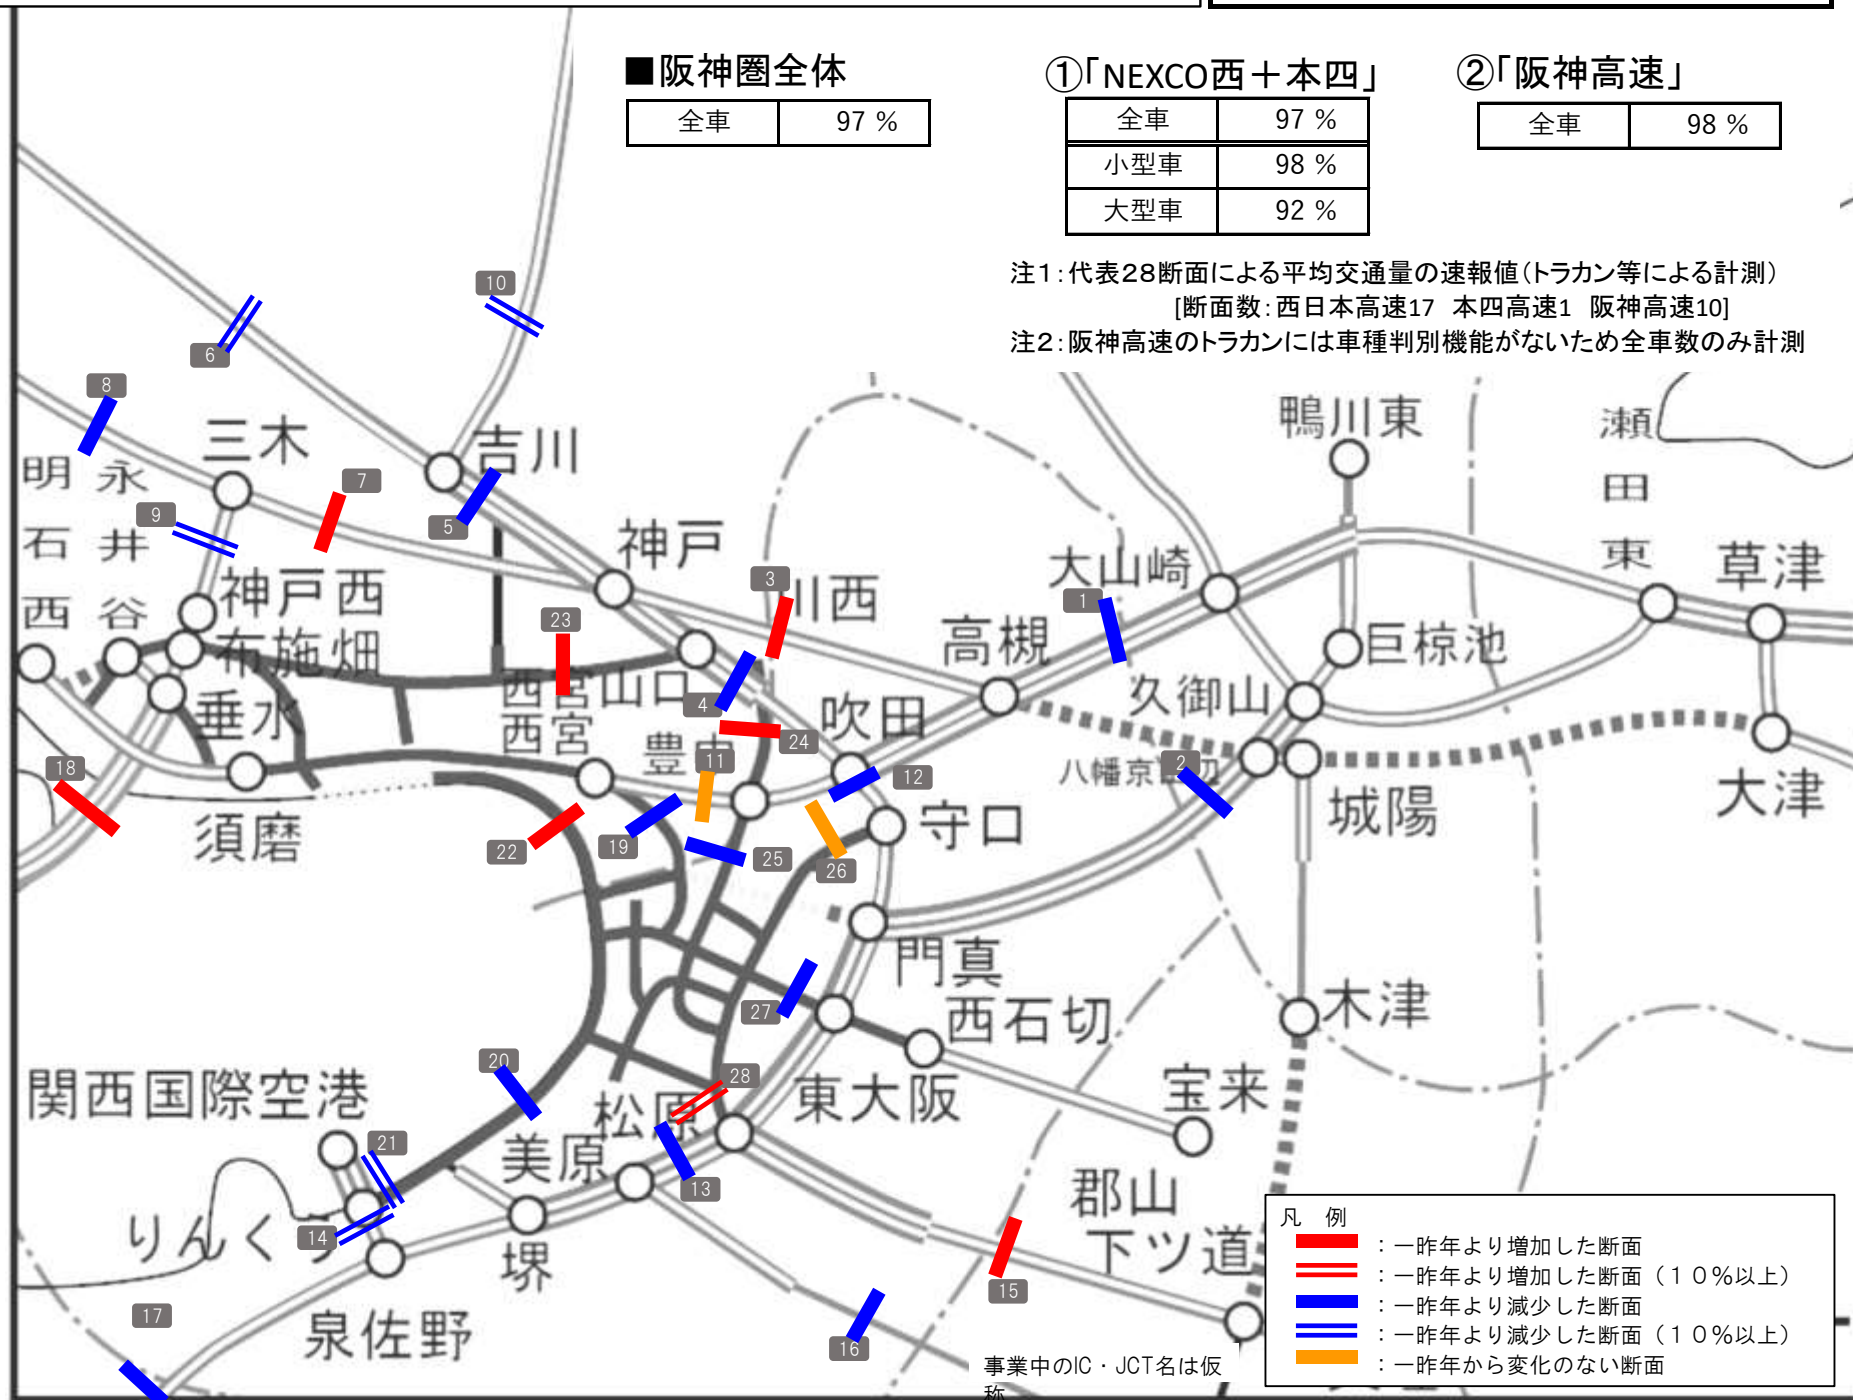 ■阪神圏全体
全車 97 %
①「NEXCO西＋本四」
全車 97 %
小型車 98 %
大型車 92 %
②「阪神高速」
全車 98 %
注１：代表２８断面による平均交通量の速報値（トラカン等による計測）
[断面数：西日本高速17 本四高速1 阪神高速10]
注２：阪神高速のトラカンには車種判別機能がないため全車数のみ計測
10
6
8
三木
吉川
鴨川東
瀬田東
明石西
永井谷
7
9
5
神戸
3
川西
大山崎
1
草津
神戸西
布施畑
23
高槻
巨椋池
西宮山口
4
久御山
垂水
西宮
豊中
24
吹田
11
12
八幡京田辺
2
18
城陽
大津
須磨
22
19
25
26
守口
門真
27
西石切
木津
20
関西国際空港
28
松原
東大阪
宝来
21
美原
13
郡山下ツ道
14
りんくう
堺
15
17
泉佐野
16
事業中のIC・JCT名は仮
称
凡 例
：一昨年より増加した断面
：一昨年より増加した断面（１０％以上）
：一昨年より減少した断面
：一昨年より減少した断面（１０％以上）
：一昨年から変化のない断面